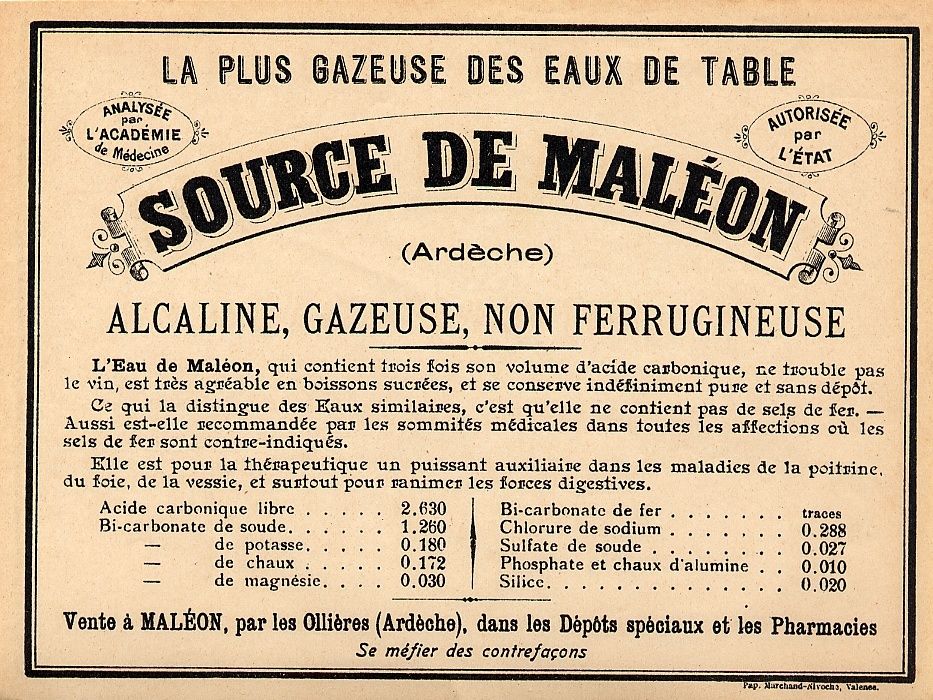 LA PLUS GAZEUSE DES EAUX DE TABLE
ANALYSÉE
par
L'ACADÉMIE
de Médecine
AUTORISÉE
par
L'ÉTAT
SOURCE DE MALÉON
(Ardèche)
ALCALINE, GAZEUSE, NON FERRUGINEUSE
L'Eau de Maléon, qui contient trois fois son volume d'acide carbonique, ne trouble pas
le vin, est très agréable en boissons sucrées, et se conserve indéfiniment pure et sans dépôt.
Ce qui la distingue des Eaux similaires, c'est qu'elle ne contient pas de sels de fer. —
Aussi est-elle recommandée par les sommités médicales dans toutes les affections où les
sels de fer sont contre-indiqués.
Elle est pour la thérapeutique un puissant auxiliaire dans les maladies de la poitrine,
du foie, de la vessie, et surtout pour ranimer les forces digestives.
Acide carbonique libre . . . . . 2.630
Bi-carbonate de soude. . . . . . 1.260
— de potasse. . . . . 0.180
— de chaux . . . . . 0.172
— de magnésie. . . . 0.030
Bi-carbonate de fer . . . . . . . traces
Chlorure de sodium . . . . . . . 0.288
Sulfate de soude . . . . . . . . 0.027
Phosphate et chaux d'alumine . . 0.010
Silice. . . . . . . . . . . . . 0.020
Vente à MALÉON, par les Ollières (Ardèche), dans les Dépôts spéciaux et les Pharmacies
Se méfier des contrefaçons
Pap. Marchand-Nivoche, Valence.